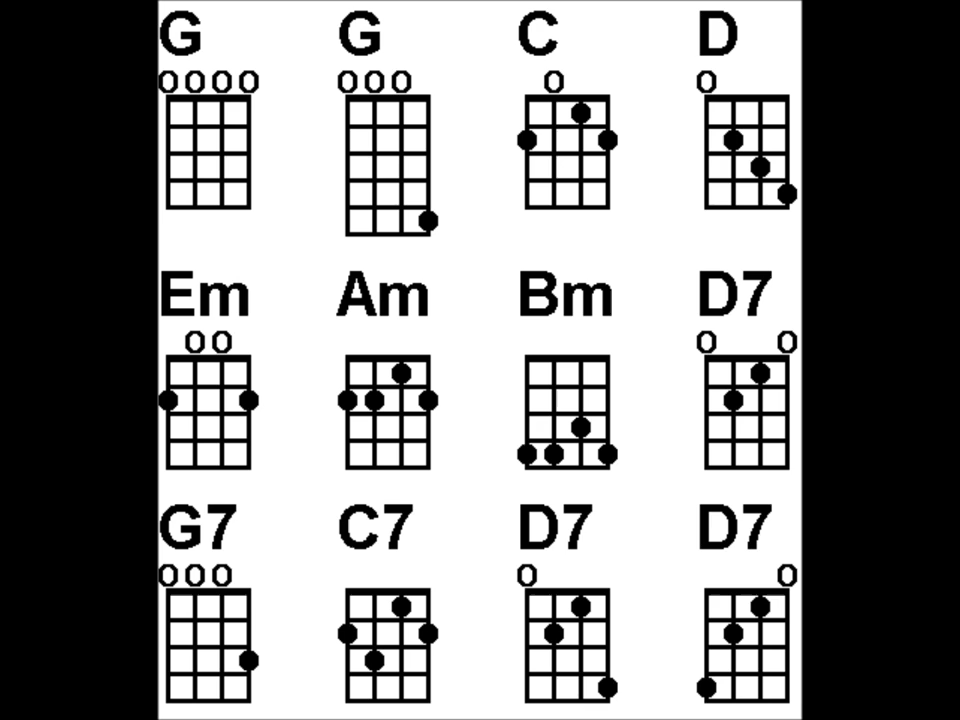 G G C D
O O O O O O O O O
Em Am Bm D7
O O O O
G7 C7 D7 D7
O O O O O